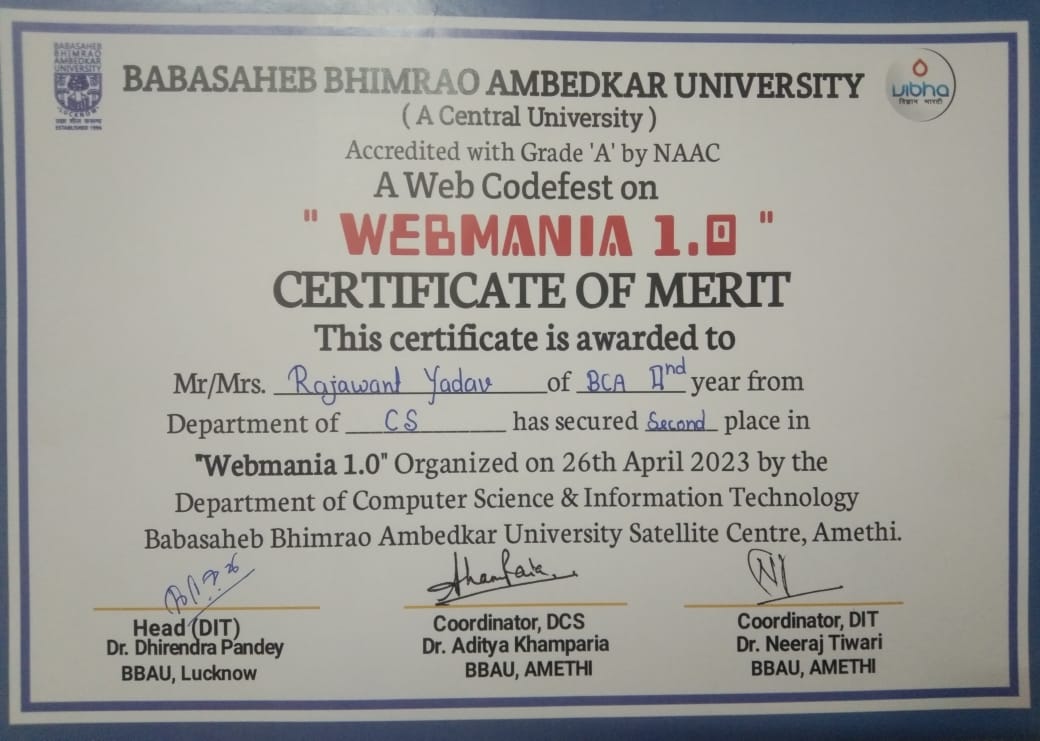 BABASAHEB
BHIMRAO
AMBEDKAR
UNIVERSITY
LUCKNOW
प्रज्ञा शील करुणा
ESTABLISHED 1996
BABASAHEB BHIMRAO AMBEDKAR UNIVERSITY
vibha
विज्ञान भारती
( A Central University )
Accredited with Grade 'A' by NAAC
A Web Codefest on
" WEBMANIA 1.0 "
CERTIFICATE OF MERIT
This certificate is awarded to
Mr/Mrs. Rajawant Yadav of BCA IInd year from
Department of CS has secured Second place in
"Webmania 1.0" Organized on 26th April 2023 by the
Department of Computer Science & Information Technology
Babasaheb Bhimrao Ambedkar University Satellite Centre, Amethi.
Head (DIT)
Dr. Dhirendra Pandey
BBAU, Lucknow
Coordinator, DCS
Dr. Aditya Khamparia
BBAU, AMETHI
Coordinator, DIT
Dr. Neeraj Tiwari
BBAU, AMETHI